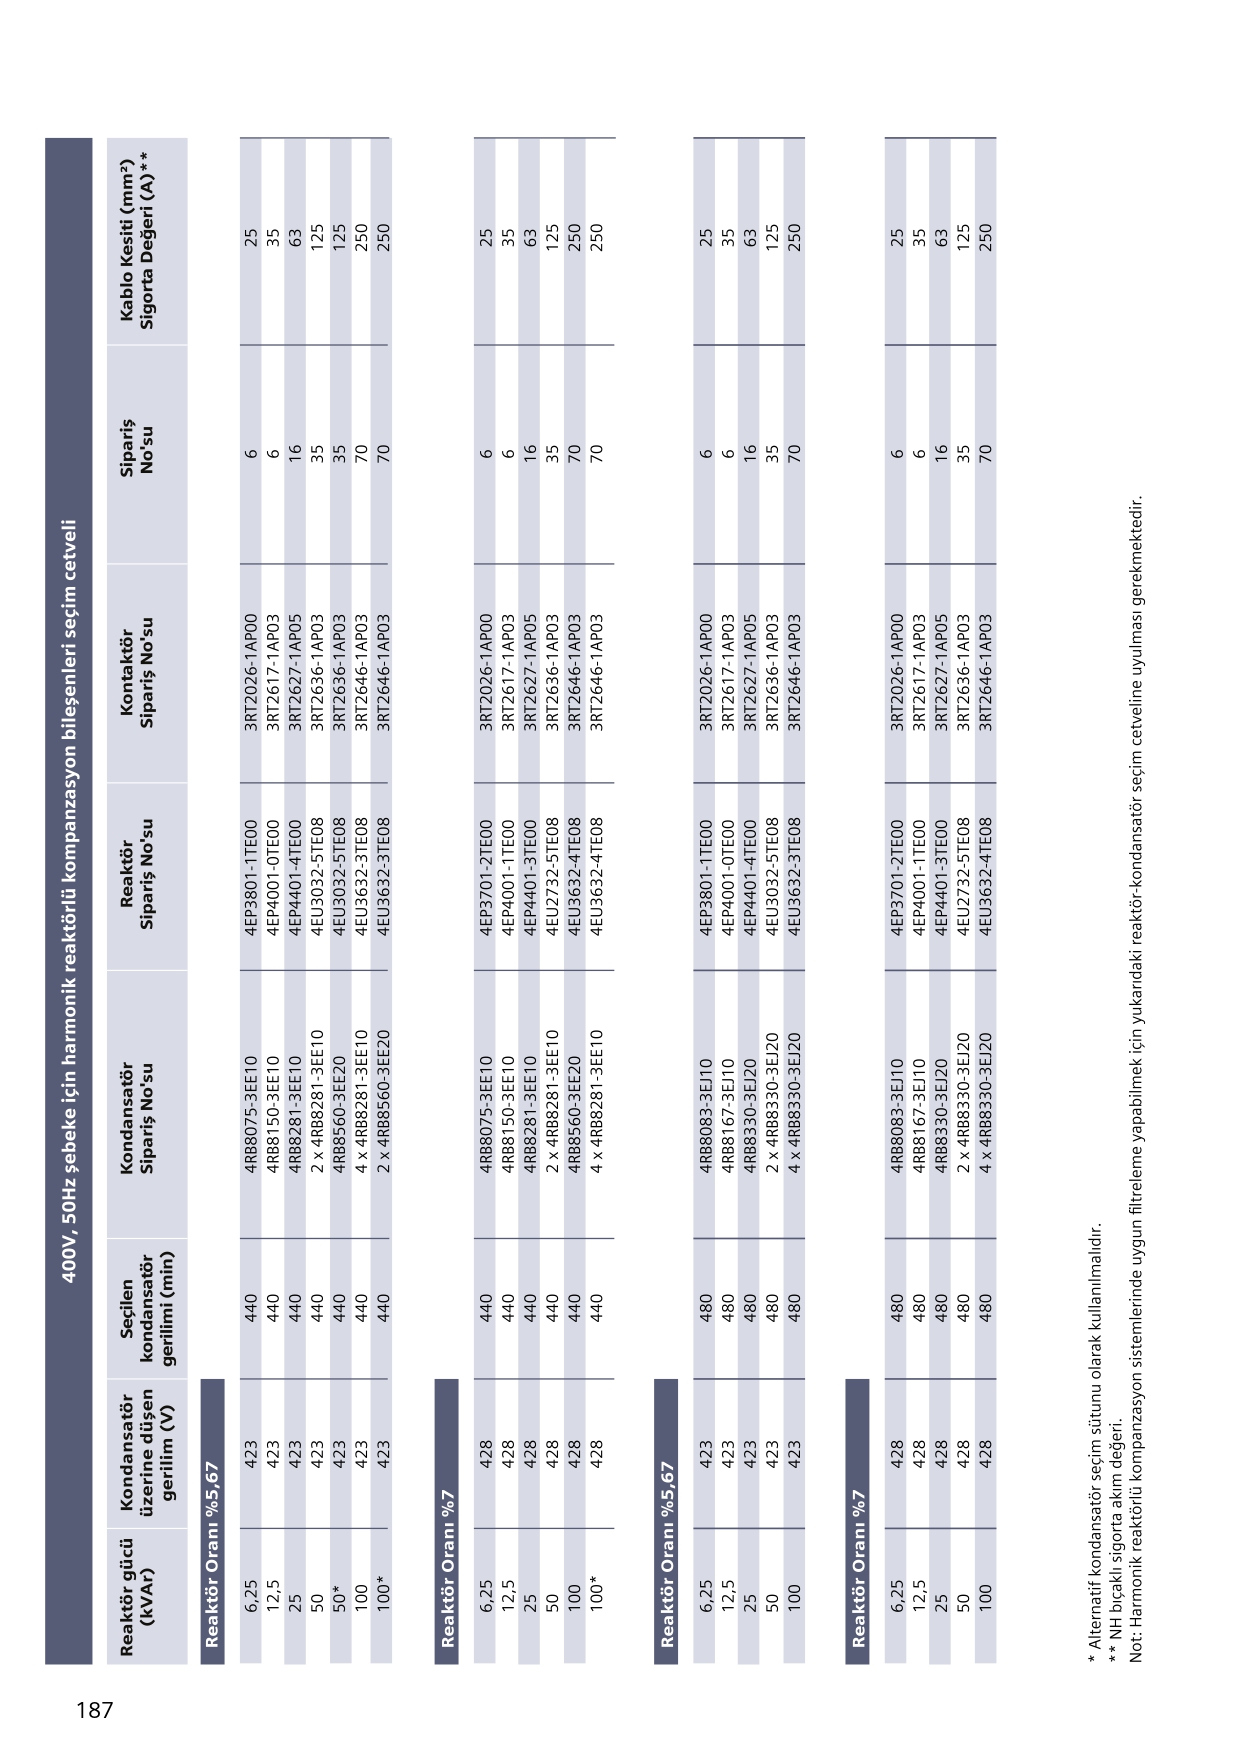 400V, 50Hz şebeke için harmonik reaktörlü kompanzasyon bileşenleri seçim cetveli
Reaktör gücü (kVAr) Kondansatör üzerine düşen gerilim (V) Seçilen kondansatör gerilimi (min) Kondansatör Sipariş No'su Reaktör Sipariş No'su Kontaktör Sipariş No'su Sipariş No'su Kablo Kesiti (mm²) Sigorta Değeri (A)**
Reaktör Oranı %5,67
6,25 423 440 4RB8075-3EE10 4EP3801-1TE00 3RT2026-1AP00 6 25
12,5 423 440 4RB8150-3EE10 4EP4001-0TE00 3RT2617-1AP03 6 35
25 423 440 4RB8281-3EE10 4EP4401-4TE00 3RT2627-1AP05 16 63
50 423 440 2 x 4RB8281-3EE10 4EU3032-5TE08 3RT2636-1AP03 35 125
50* 423 440 4RB8560-3EE20 4EU3032-5TE08 3RT2636-1AP03 35 125
100 423 440 4 x 4RB8281-3EE10 4EU3632-3TE08 3RT2646-1AP03 70 250
100* 423 440 2 x 4RB8560-3EE20 4EU3632-3TE08 3RT2646-1AP03 70 250
Reaktör Oranı %7
6,25 428 440 4RB8075-3EE10 4EP3701-2TE00 3RT2026-1AP00 6 25
12,5 428 440 4RB8150-3EE10 4EP4001-1TE00 3RT2617-1AP03 6 35
25 428 440 4RB8281-3EE10 4EP4401-3TE00 3RT2627-1AP05 16 63
50 428 440 2 x 4RB8281-3EE10 4EU2732-5TE08 3RT2636-1AP03 35 125
100 428 440 4RB8560-3EE20 4EU3632-4TE08 3RT2646-1AP03 70 250
100* 428 440 4 x 4RB8281-3EE10 4EU3632-4TE08 3RT2646-1AP03 70 250
Reaktör Oranı %5,67
6,25 423 480 4RB8083-3EJ10 4EP3801-1TE00 3RT2026-1AP00 6 25
12,5 423 480 4RB8167-3EJ10 4EP4001-0TE00 3RT2617-1AP03 6 35
25 423 480 4RB8330-3EJ20 4EP4401-4TE00 3RT2627-1AP05 16 63
50 423 480 2 x 4RB8330-3EJ20 4EU3032-5TE08 3RT2636-1AP03 35 125
100 423 480 4 x 4RB8330-3EJ20 4EU3632-3TE08 3RT2646-1AP03 70 250
Reaktör Oranı %7
6,25 428 480 4RB8083-3EJ10 4EP3701-2TE00 3RT2026-1AP00 6 25
12,5 428 480 4RB8167-3EJ10 4EP4001-1TE00 3RT2617-1AP03 6 35
25 428 480 4RB8330-3EJ20 4EP4401-3TE00 3RT2627-1AP05 16 63
50 428 480 2 x 4RB8330-3EJ20 4EU2732-5TE08 3RT2636-1AP03 35 125
100 428 480 4 x 4RB8330-3EJ20 4EU3632-4TE08 3RT2646-1AP03 70 250
* Alternatif kondansatör seçim sütunu olarak kullanılmalıdır.
** NH bıçaklı sigorta akım değeri.
Not: Harmonik reaktörlü kompanzasyon sistemlerinde uygun filtreleme yapabilmek için yukarıdaki reaktör-kondansatör seçim cetveline uyulması gerekmektedir.
187